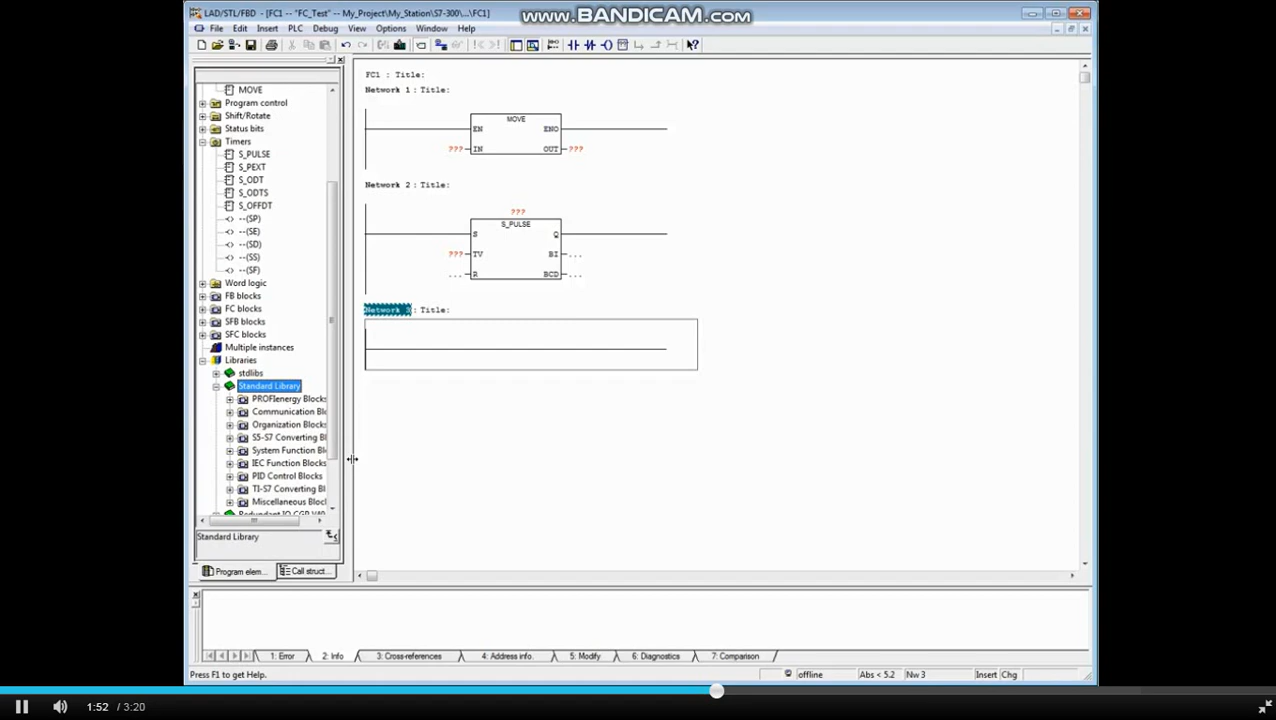 LAD/STL/FBD - [FC1 -- "FC_Test" -- My_Project\My_Station\S7-300\...\FC1]
www.BANDICAM.com
File Edit Insert PLC Debug View Options Window Help
MOVE
Program control
Shift/Rotate
Status bits
Timers
S_PULSE
S_PEXT
S_ODT
S_ODTS
S_OFFDT
--(SP)
--(SE)
--(SD)
--(SS)
--(SF)
Word logic
FB blocks
FC blocks
SFB blocks
SFC blocks
Multiple instances
Libraries
stdlibs
Standard Library
PROFIenergy Blocks
Communication Blo
Organization Blocks
S5-S7 Converting Bl
System Function Bl
IEC Function Blocks
PID Control Blocks
TI-S7 Converting Bl
Miscellaneous Bloc
Redundant IO CGP V40
Standard Library
Program elem...
Call struct...
FC1 : Title:
Network 1 : Title:
MOVE
EN ENO
??? IN OUT ???
Network 2 : Title:
???
S_PULSE
S Q
??? TV BI ...
... R BCD ...
Network 3 : Title:
1: Error 2: Info 3: Cross-references 4: Address info. 5: Modify 6: Diagnostics 7: Comparison
Press F1 to get Help.
offline Abs < 5.2 Nw 3 Insert Chg
1:52 / 3:20